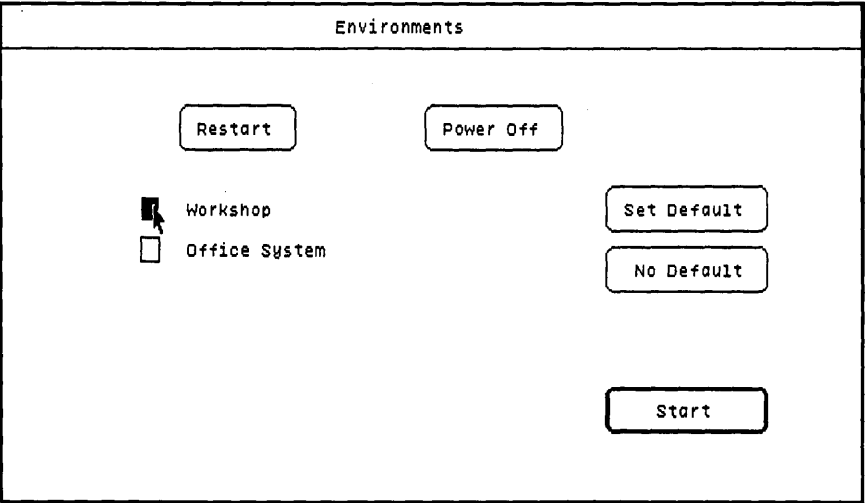 Environments
Restart
Power Off
Workshop
Set Default
Office System
No Default
Start